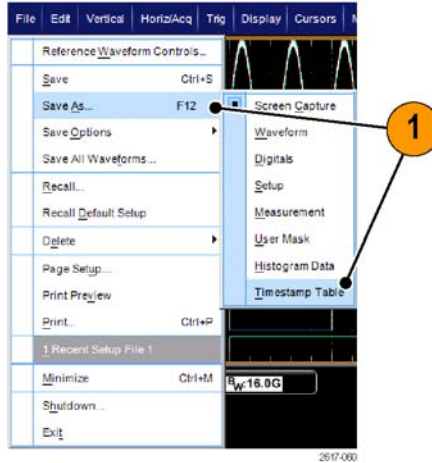 File Edit Vertical Horiz/Acq Trig Display Cursors
Reference Waveform Controls...
Save Ctrl+S
Save As... F12
Save Options
Save All Waveforms...
Recall...
Recall Default Setup
Delete
Page Setup...
Print Preview
Print... Ctrl+P
1 Recent Setup File 1
Minimize Ctrl+M
Shutdown...
Exit
Screen Capture
Waveform
Digitals
Setup
Measurement
User Mask
Histogram Data
Timestamp Table
1
BW:16.0G
2617-060